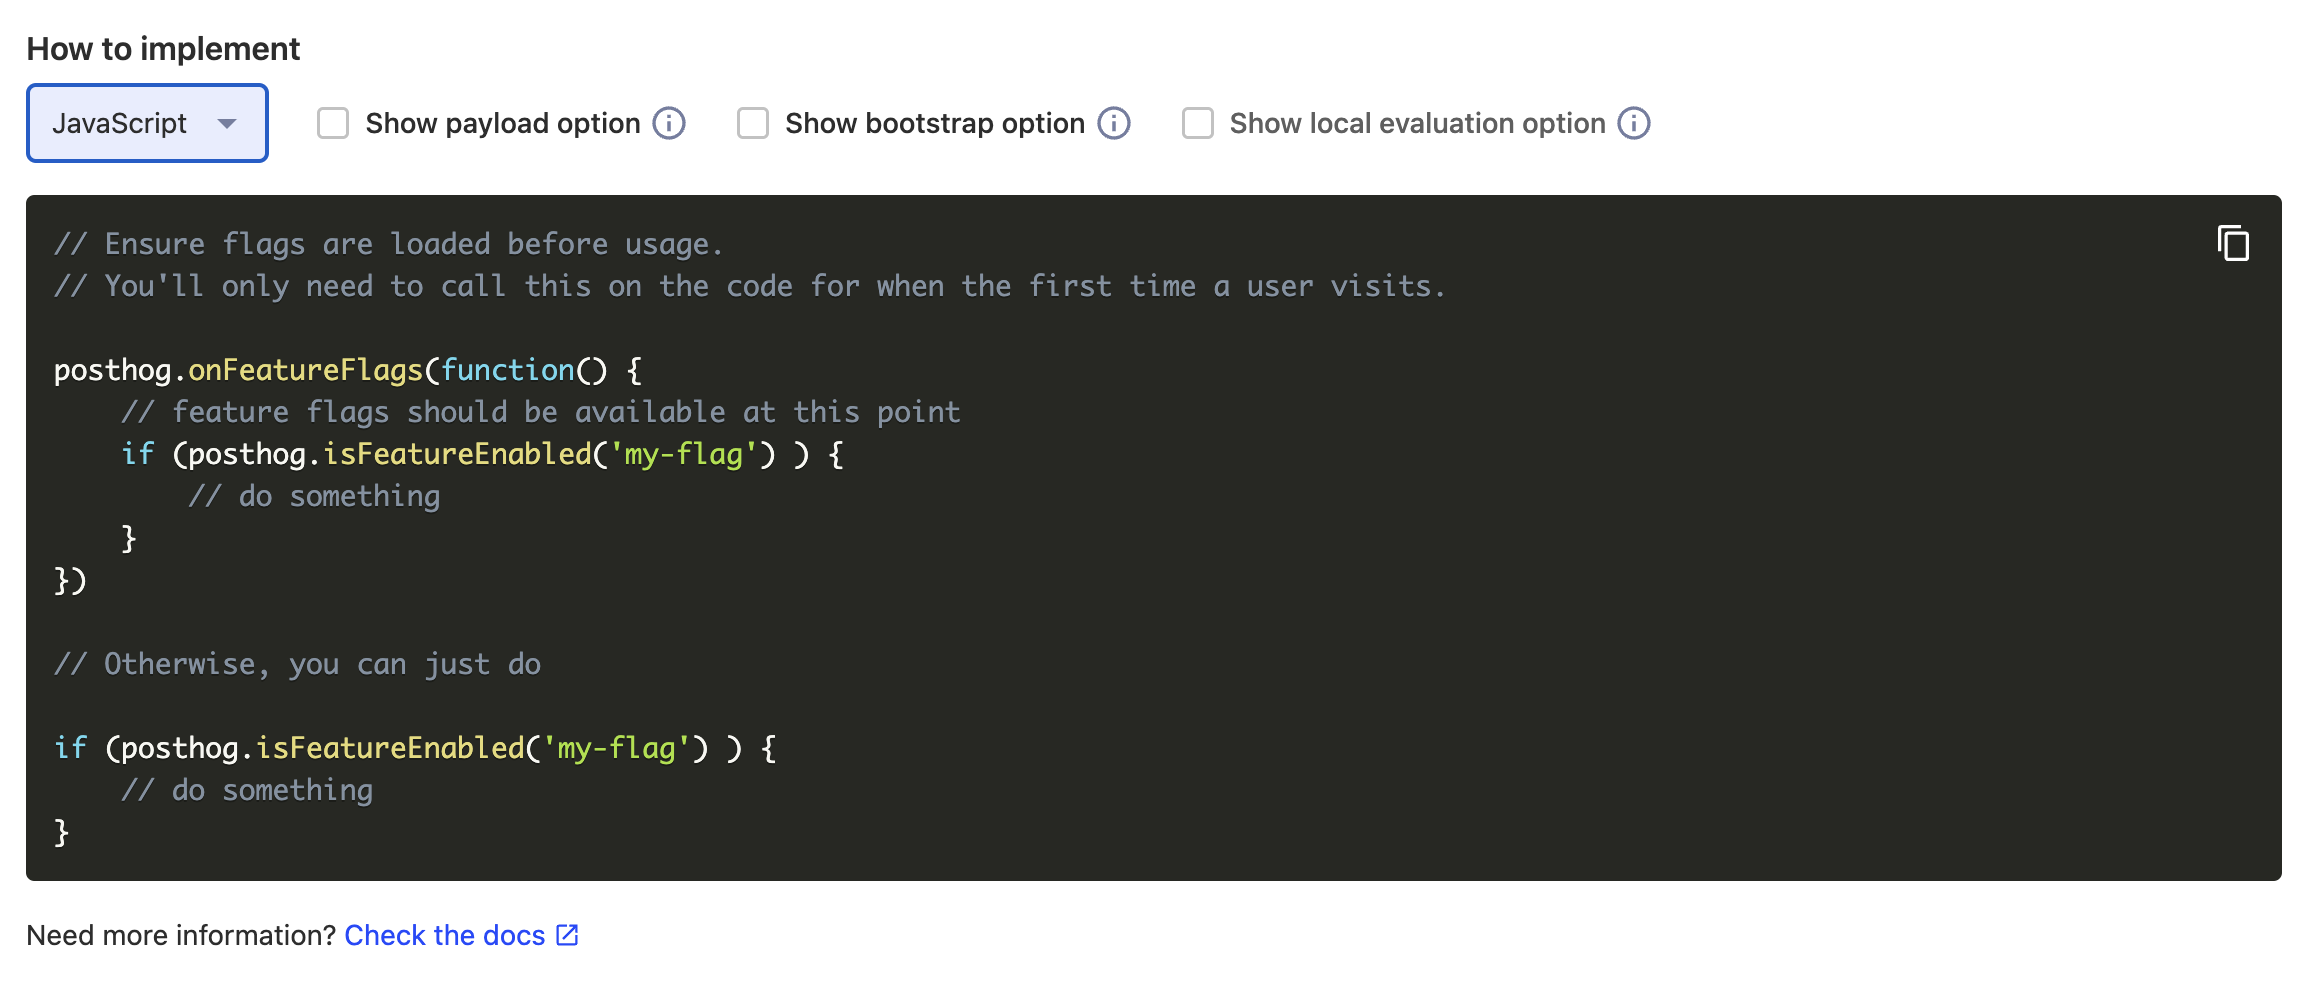 How to implement
JavaScript Show payload option Show bootstrap option Show local evaluation option
// Ensure flags are loaded before usage.
// You'll only need to call this on the code for when the first time a user visits.
posthog.onFeatureFlags(function() {
    // feature flags should be available at this point
    if (posthog.isFeatureEnabled('my-flag') ) {
        // do something
    }
})
// Otherwise, you can just do
if (posthog.isFeatureEnabled('my-flag') ) {
    // do something
}
Need more information? Check the docs